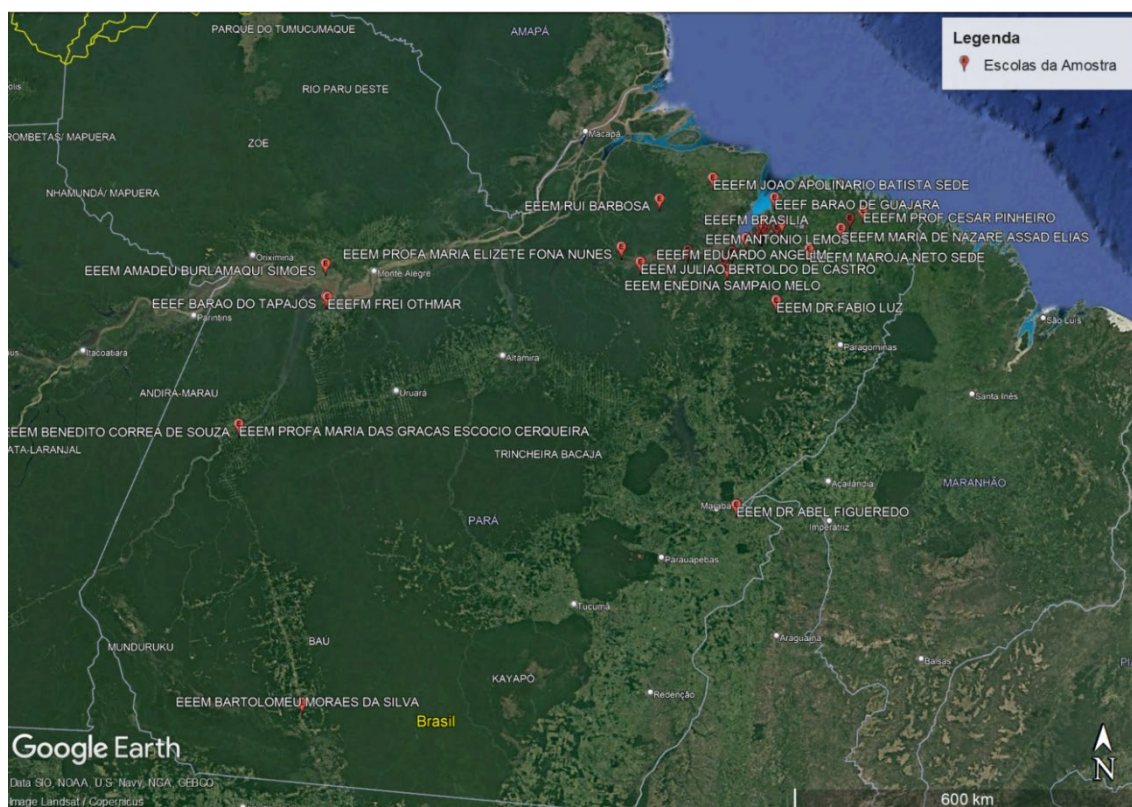 PARQUE DO TUMUCUMAQUE
AMAPÁ
Legenda
Escolas da Amostra
RIO PARU DESTE
ROMBETAS/ MAPUERA
Macapá
ZOE
NHAMUNDÁ/ MAPUERA
EEEFM JOAO APOLINARIO BATISTA SEDE
EEEM RUI BARBOSA
EEEF BARAO DE GUAJARA
EEEFM BRASILIA
EEEFM PROF CESAR PINHEIRO
EEEM ANTONIO LEMOS
EEEFM MARIA DE NAZARE ASSAD ELIAS
EEEM PROFA MARIA ELIZETE FONA NUNES
EEEFM EDUARDO ANGELIM
EEEFM MAROJA NETO SEDE
Oriximiná
EEEM AMADEU BURLAMAQUI SIMOES
Monte Alegre
EEEM JULIAO BERTOLDO DE CASTRO
EEEM ENEDINA SAMPAIO MELO
EEEF BARAO DO TAPAJOS
EEEFM FREI OTHMAR
EEEM DR FABIO LUZ
Parintins
São Luís
Itacoatiara
Paragominas
Altamira
ANDIRÁ-MARAU
Uruará
Santa Inês
EEEM BENEDITO CORREA DE SOUZA
EEEM PROFA MARIA DAS GRACAS ESCOCIO CERQUEIRA
ATA-LARANJAL
TRINCHEIRA BACAJA
Açailândia
MARANHÃO
EEEM DR ABEL FIGUEREDO
PARÁ
Imperatriz
Parauapebas
Tucumã
Araguaína
MUNDURUKU
BAU
Balsas
KAYAPÓ
Redenção
EEEM BARTOLOMEU MORAES DA SILVA
Brasil
Google Earth
N
Data SIO, NOAA, U.S. Navy, NGA, GEBCO
Image Landsat / Copernicus
600 km